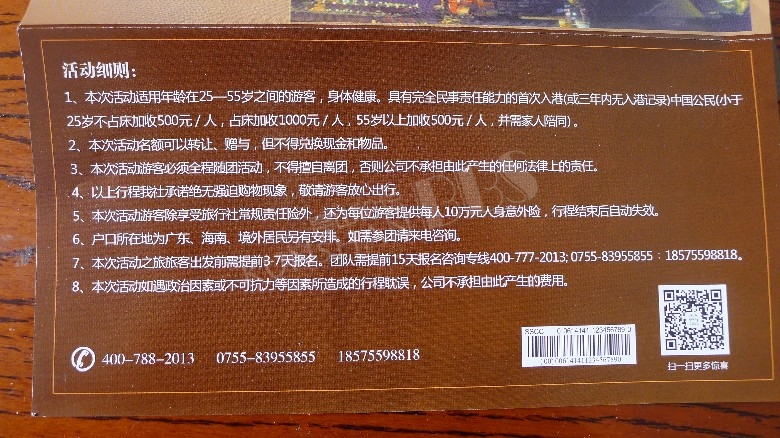 活动细则：
1、本次活动适用年龄在25—55岁之间的游客，身体健康。具有完全民事责任能力的首次入港(或三年内无入港记录)中国公民(小于
25岁不占床加收500元 / 人，占床加收1000元 / 人，55岁以上加收500元 / 人，并需家人陪同)。
2、本次活动名额可以转让、赠与，但不得兑换现金和物品。
3、本次活动游客必须全程随团活动，不得擅自离团，否则公司不承担由此产生的任何法律上的责任。
4、以上行程我社承诺绝无强迫购物现象，敬请游客放心出行。
5、本次活动游客除享受旅行社常规责任险外，还为每位游客提供每人10万元人身意外险，行程结束后自动失效。
6、户口所在地为广东、海南、境外居民另有安排。如需参团请来电咨询。
7、本次活动之旅旅客出发前需提前3-7天报名。团队需提前15天报名咨询专线400-777-2013; 0755-83955855：18575598818。
8、本次活动如遇政治因素或不可抗力等因素所造成的行程耽误，公司不承担由此产生的费用。
400-788-2013 0755-83955855 18575598818
SSCC 0 0614141 123456789 0
(00)006141411234567890
扫一扫更多惊喜